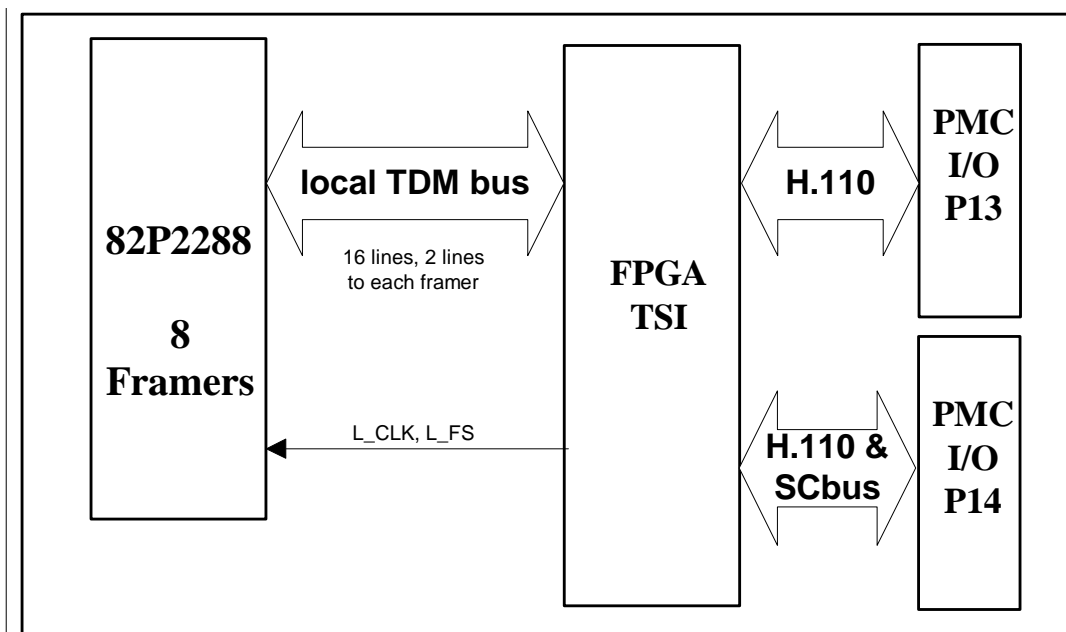 82P2288
8
Framers
local TDM bus
16 lines, 2 lines
to each framer
L_CLK, L_FS
FPGA
TSI
H.110
PMC
I/O
P13
H.110 &
SCbus
PMC
I/O
P14